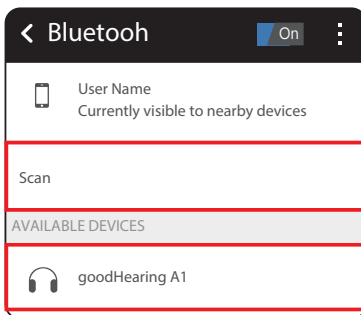 Bluetooh
On
User Name
Currently visible to nearby devices
Scan
AVAILABLE DEVICES
goodHearing A1